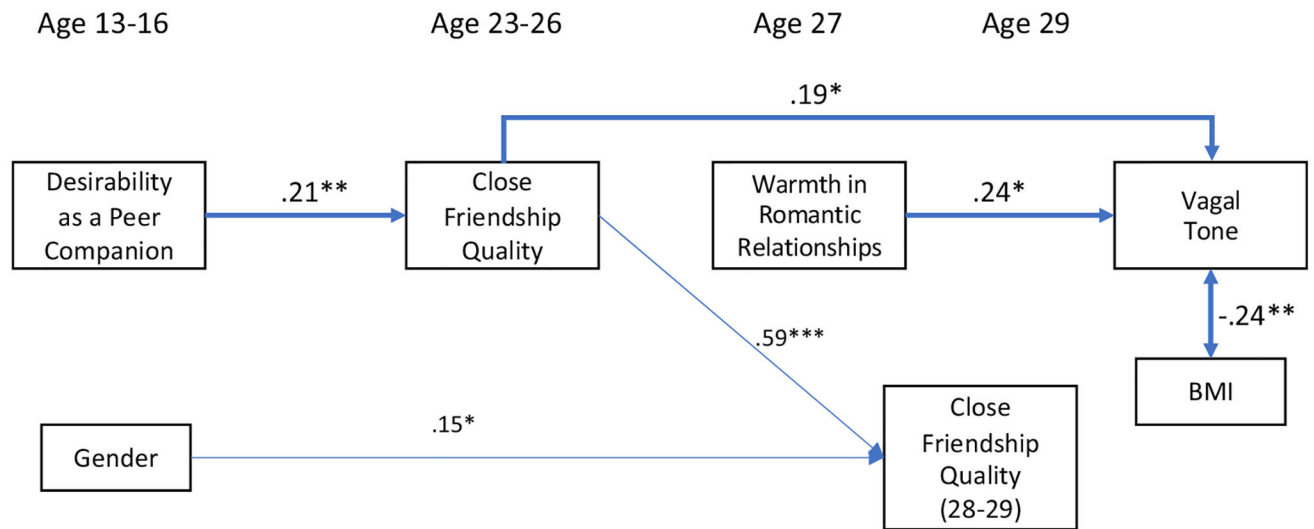 Age 13-16
Age 23-26
Age 27
Age 29
.19*
Desirability
as a Peer
Companion
.21**
Close
Friendship
Quality
Warmth in
Romantic
Relationships
.24*
Vagal
Tone
-.24**
.59***
BMI
Gender
.15*
Close
Friendship
Quality
(28-29)